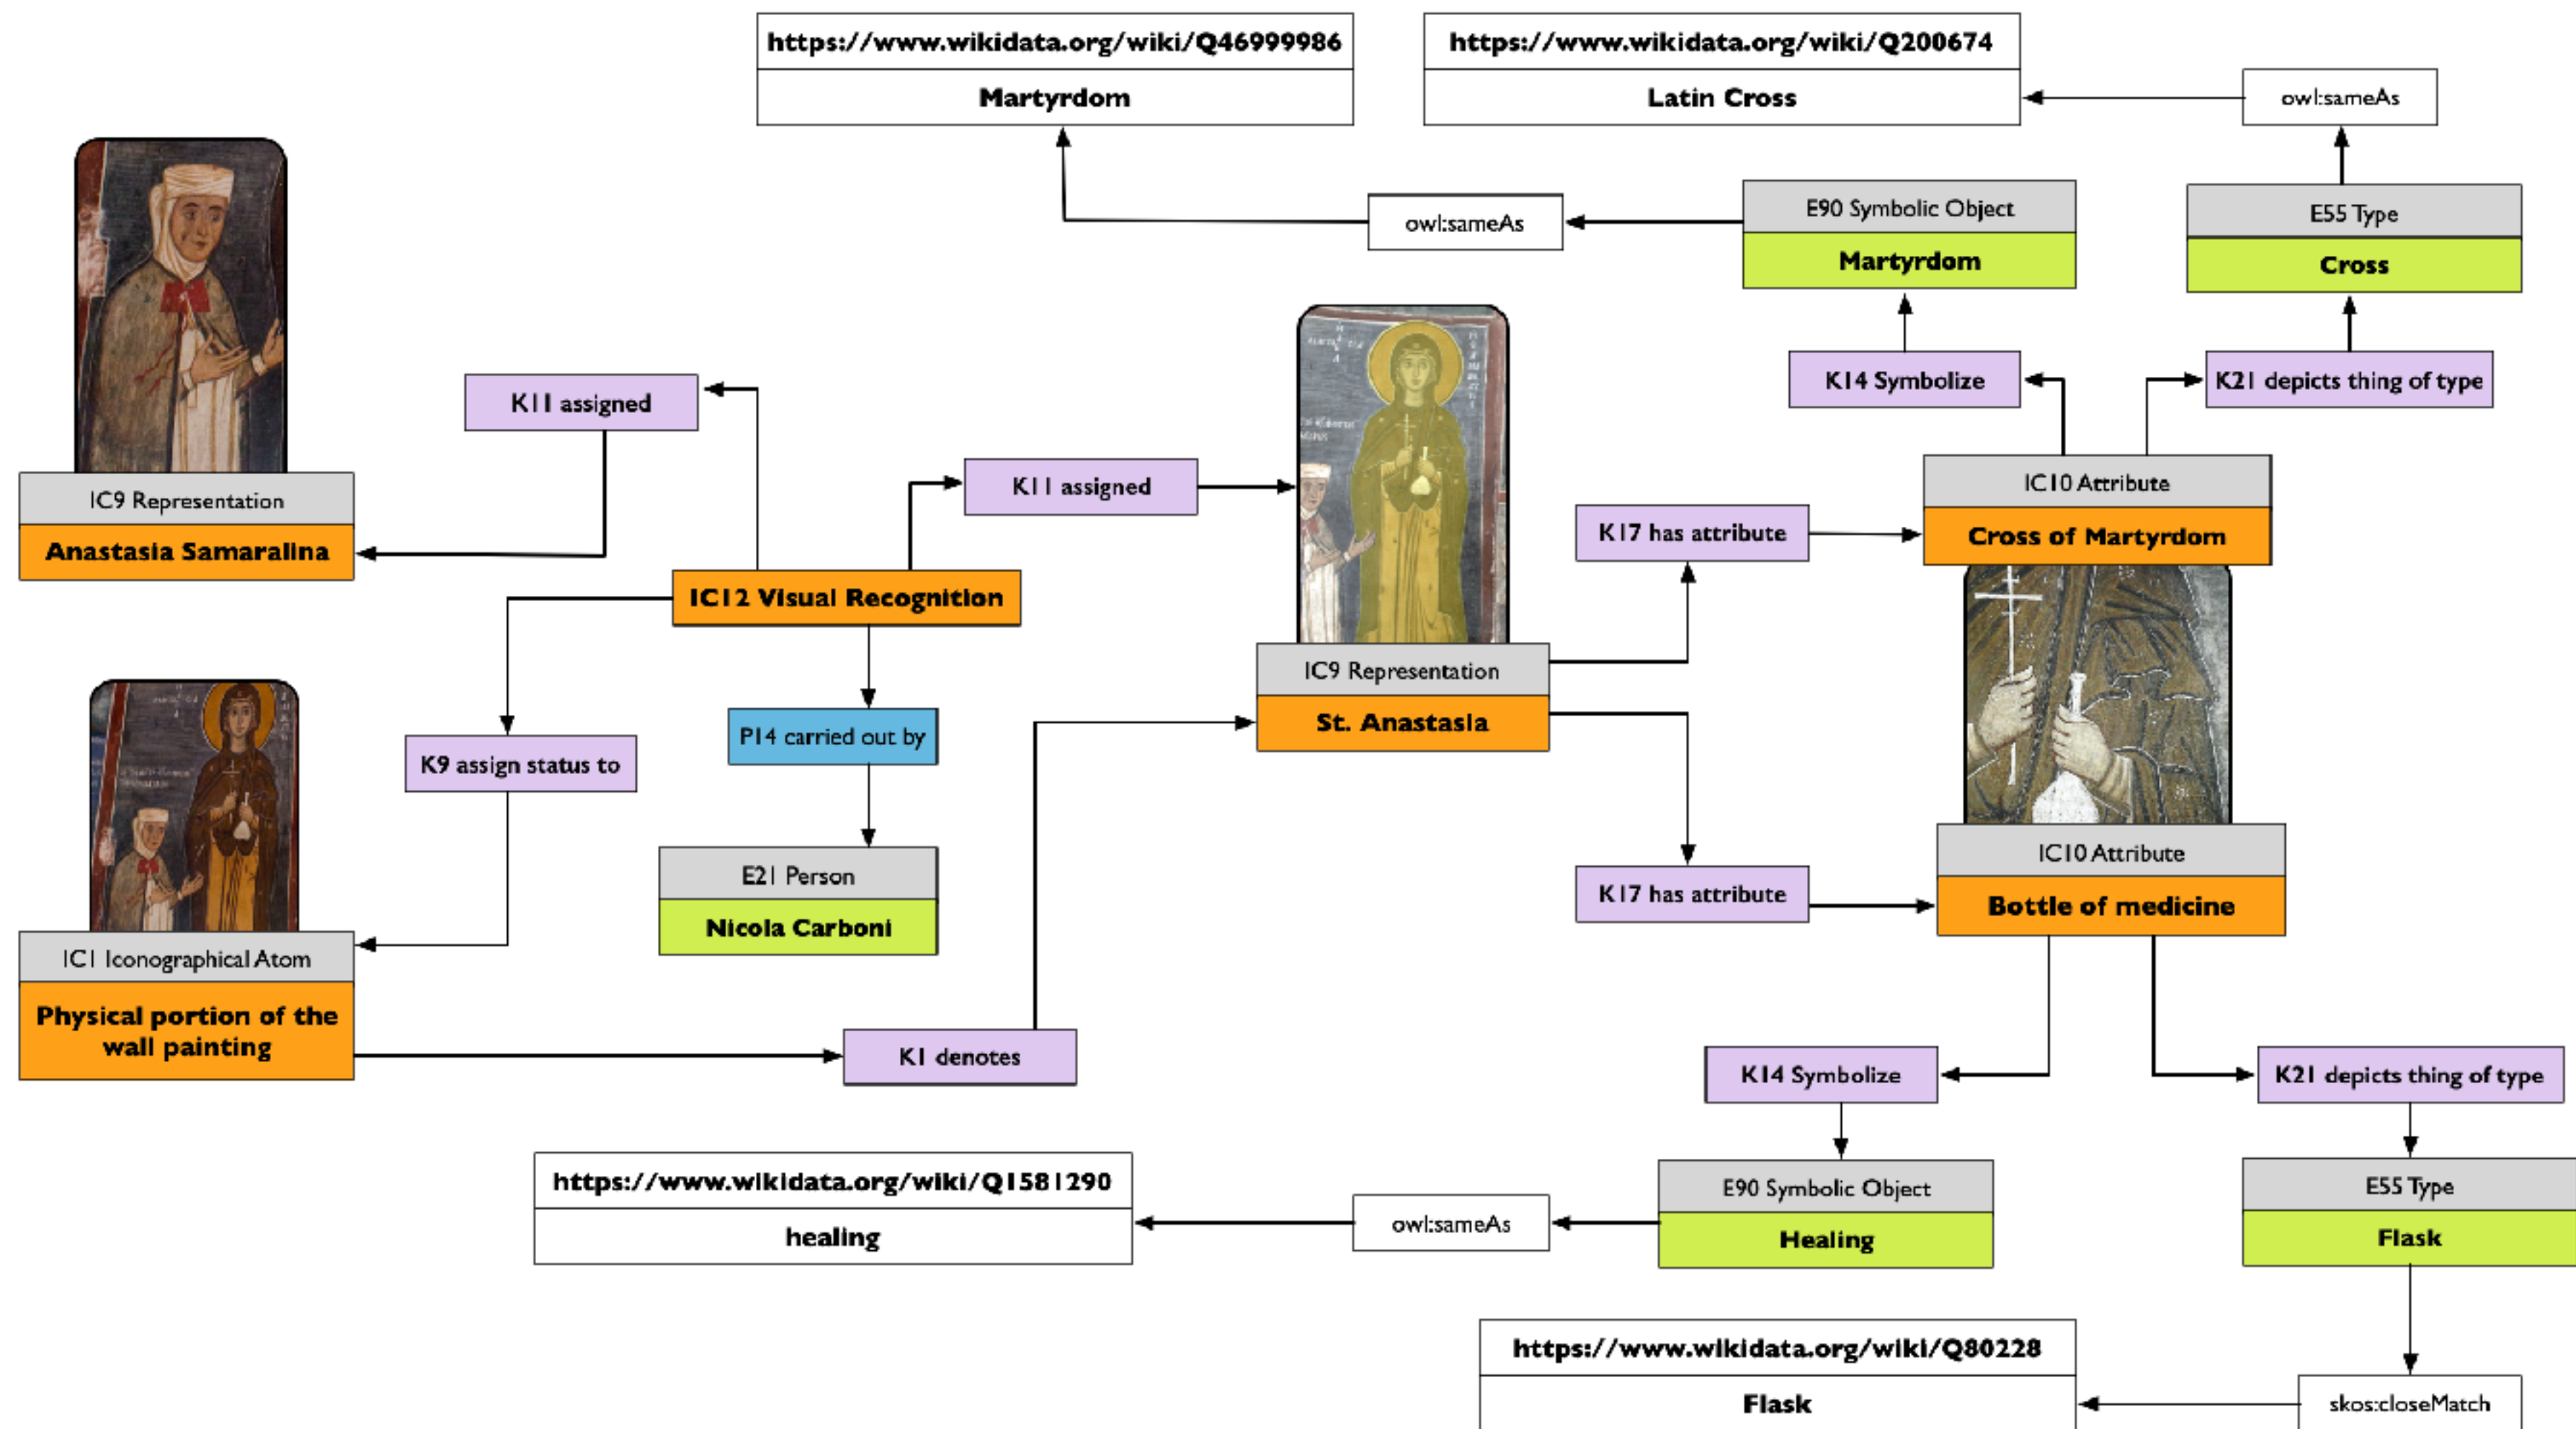 https://www.wikidata.org/wiki/Q46999986
Martyrdom
https://www.wikidata.org/wiki/Q200674
Latin Cross
owl:sameAs
owl:sameAs
E90 Symbolic Object
Martyrdom
E55 Type
Cross
K14 Symbolize
K21 depicts thing of type
K11 assigned
K11 assigned
IC9 Representation
Anastasia Samaralina
IC12 Visual Recognition
K17 has attribute
IC10 Attribute
Cross of Martyrdom
IC9 Representation
St. Anastasia
K9 assign status to
P14 carried out by
E21 Person
Nicola Carboni
IC10 Attribute
Bottle of medicine
K17 has attribute
IC1 Iconographical Atom
Physical portion of the
wall painting
K1 denotes
K14 Symbolize
K21 depicts thing of type
https://www.wikidata.org/wiki/Q1581290
healing
owl:sameAs
E90 Symbolic Object
Healing
E55 Type
Flask
https://www.wikidata.org/wiki/Q80228
Flask
skos:closeMatch